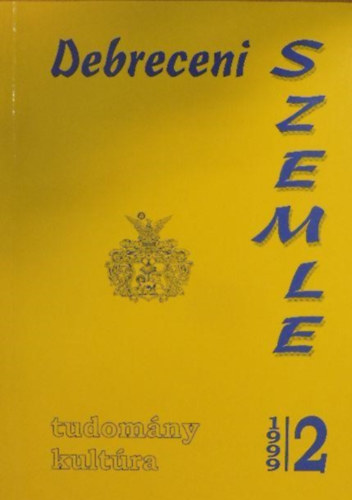 Debreceni
SZEMLE
tudomány
kultúra
1999|2